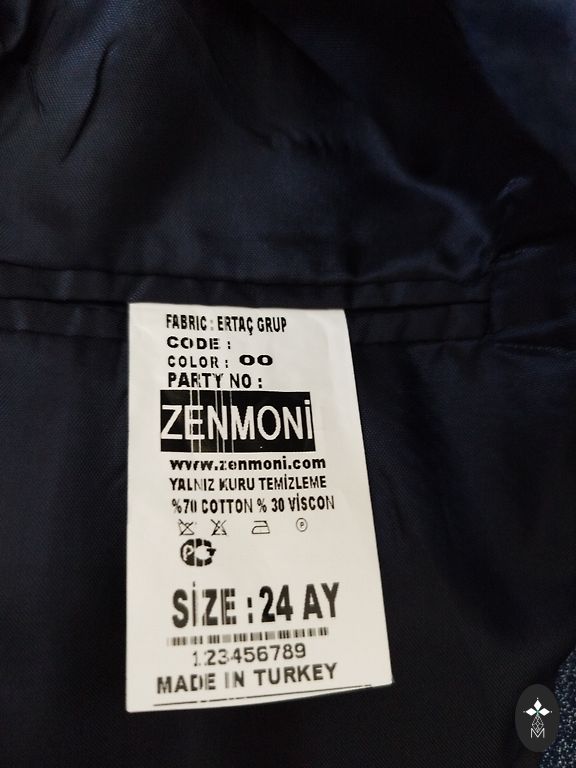 FABRIC : ERTAÇ GRUP
CODE :
COLOR : 00
PARTY NO :
ZENMONİ
www.zenmoni.com
YALNIZ KURU TEMİZLEME
%70 COTTON % 30 VİSCON
SİZE : 24 AY
123456789
MADE IN TURKEY